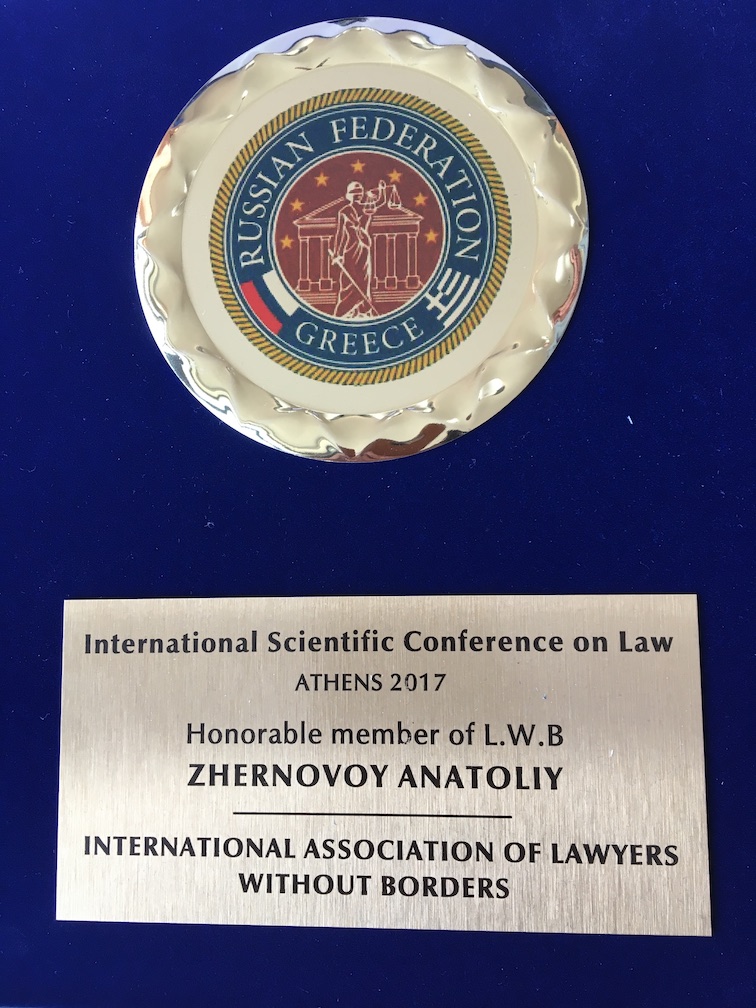 RUSSIAN FEDERATION
GREECE
International Scientific Conference on Law
ATHENS 2017
Honorable member of L.W.B
ZHERNOVOY ANATOLIY
INTERNATIONAL ASSOCIATION OF LAWYERS
WITHOUT BORDERS